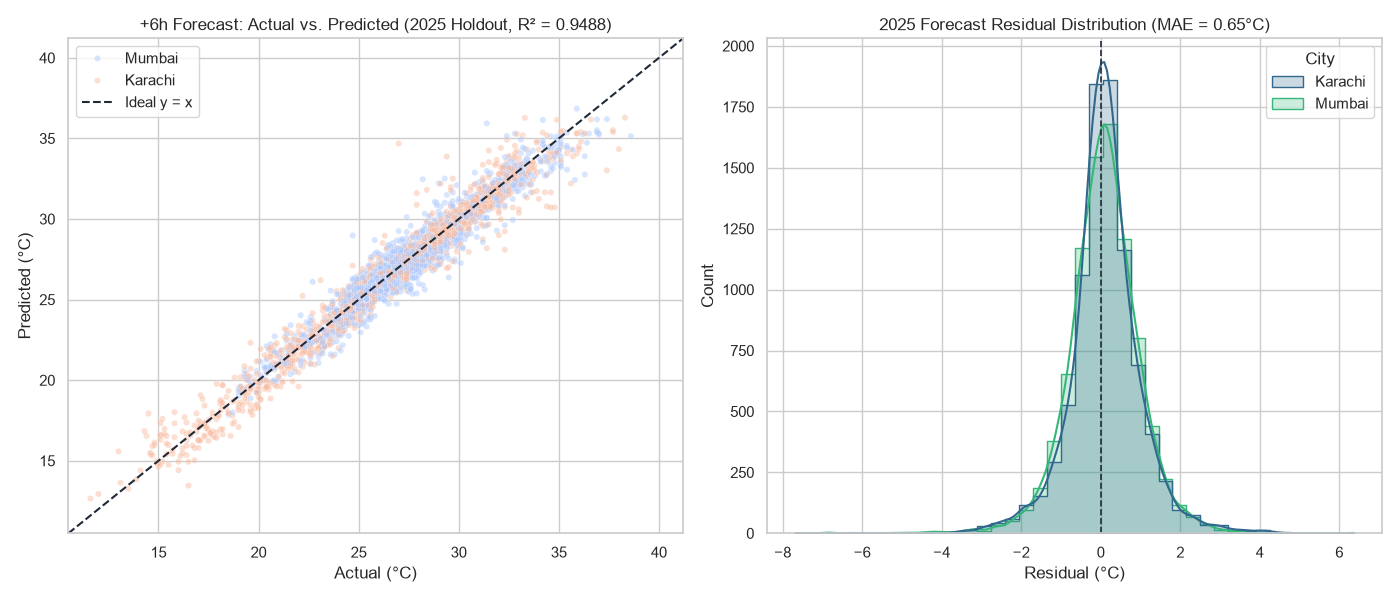 +6h Forecast: Actual vs. Predicted (2025 Holdout, R² = 0.9488)
Mumbai
Karachi
Ideal y = x
40
35
30
25
20
15
Predicted (°C)
15
20
25
30
35
40
Actual (°C)
2025 Forecast Residual Distribution (MAE = 0.65°C)
City
Karachi
Mumbai
2000
1750
1500
1250
1000
750
500
250
0
Count
−8
−6
−4
−2
0
2
4
6
Residual (°C)